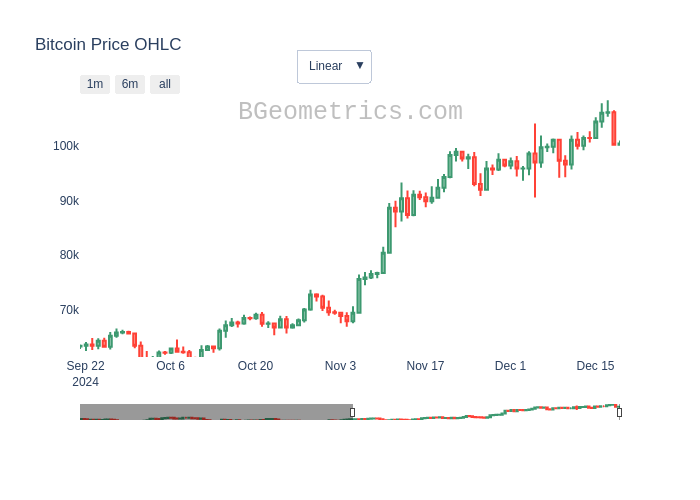 Bitcoin Price OHLC
Linear ▼
1m 6m all
BGeometrics.com
100k
90k
80k
70k
Sep 22 Oct 6 Oct 20 Nov 3 Nov 17 Dec 1 Dec 15
2024